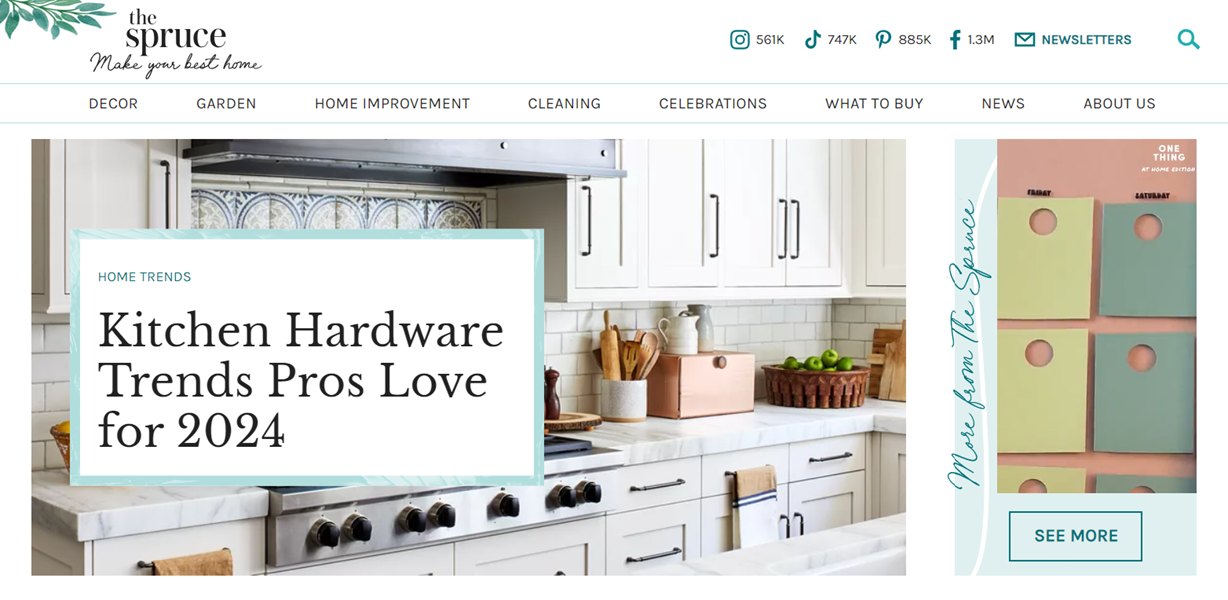 the
spruce
Make your best home
561K 747K 885K 1.3M NEWSLETTERS
DECOR GARDEN HOME IMPROVEMENT CLEANING CELEBRATIONS WHAT TO BUY NEWS ABOUT US
HOME TRENDS
Kitchen Hardware
Trends Pros Love
for 2024
More from The Spruce
ONE
THING
AT HOME EDITION
FRIDAY SATURDAY
SEE MORE